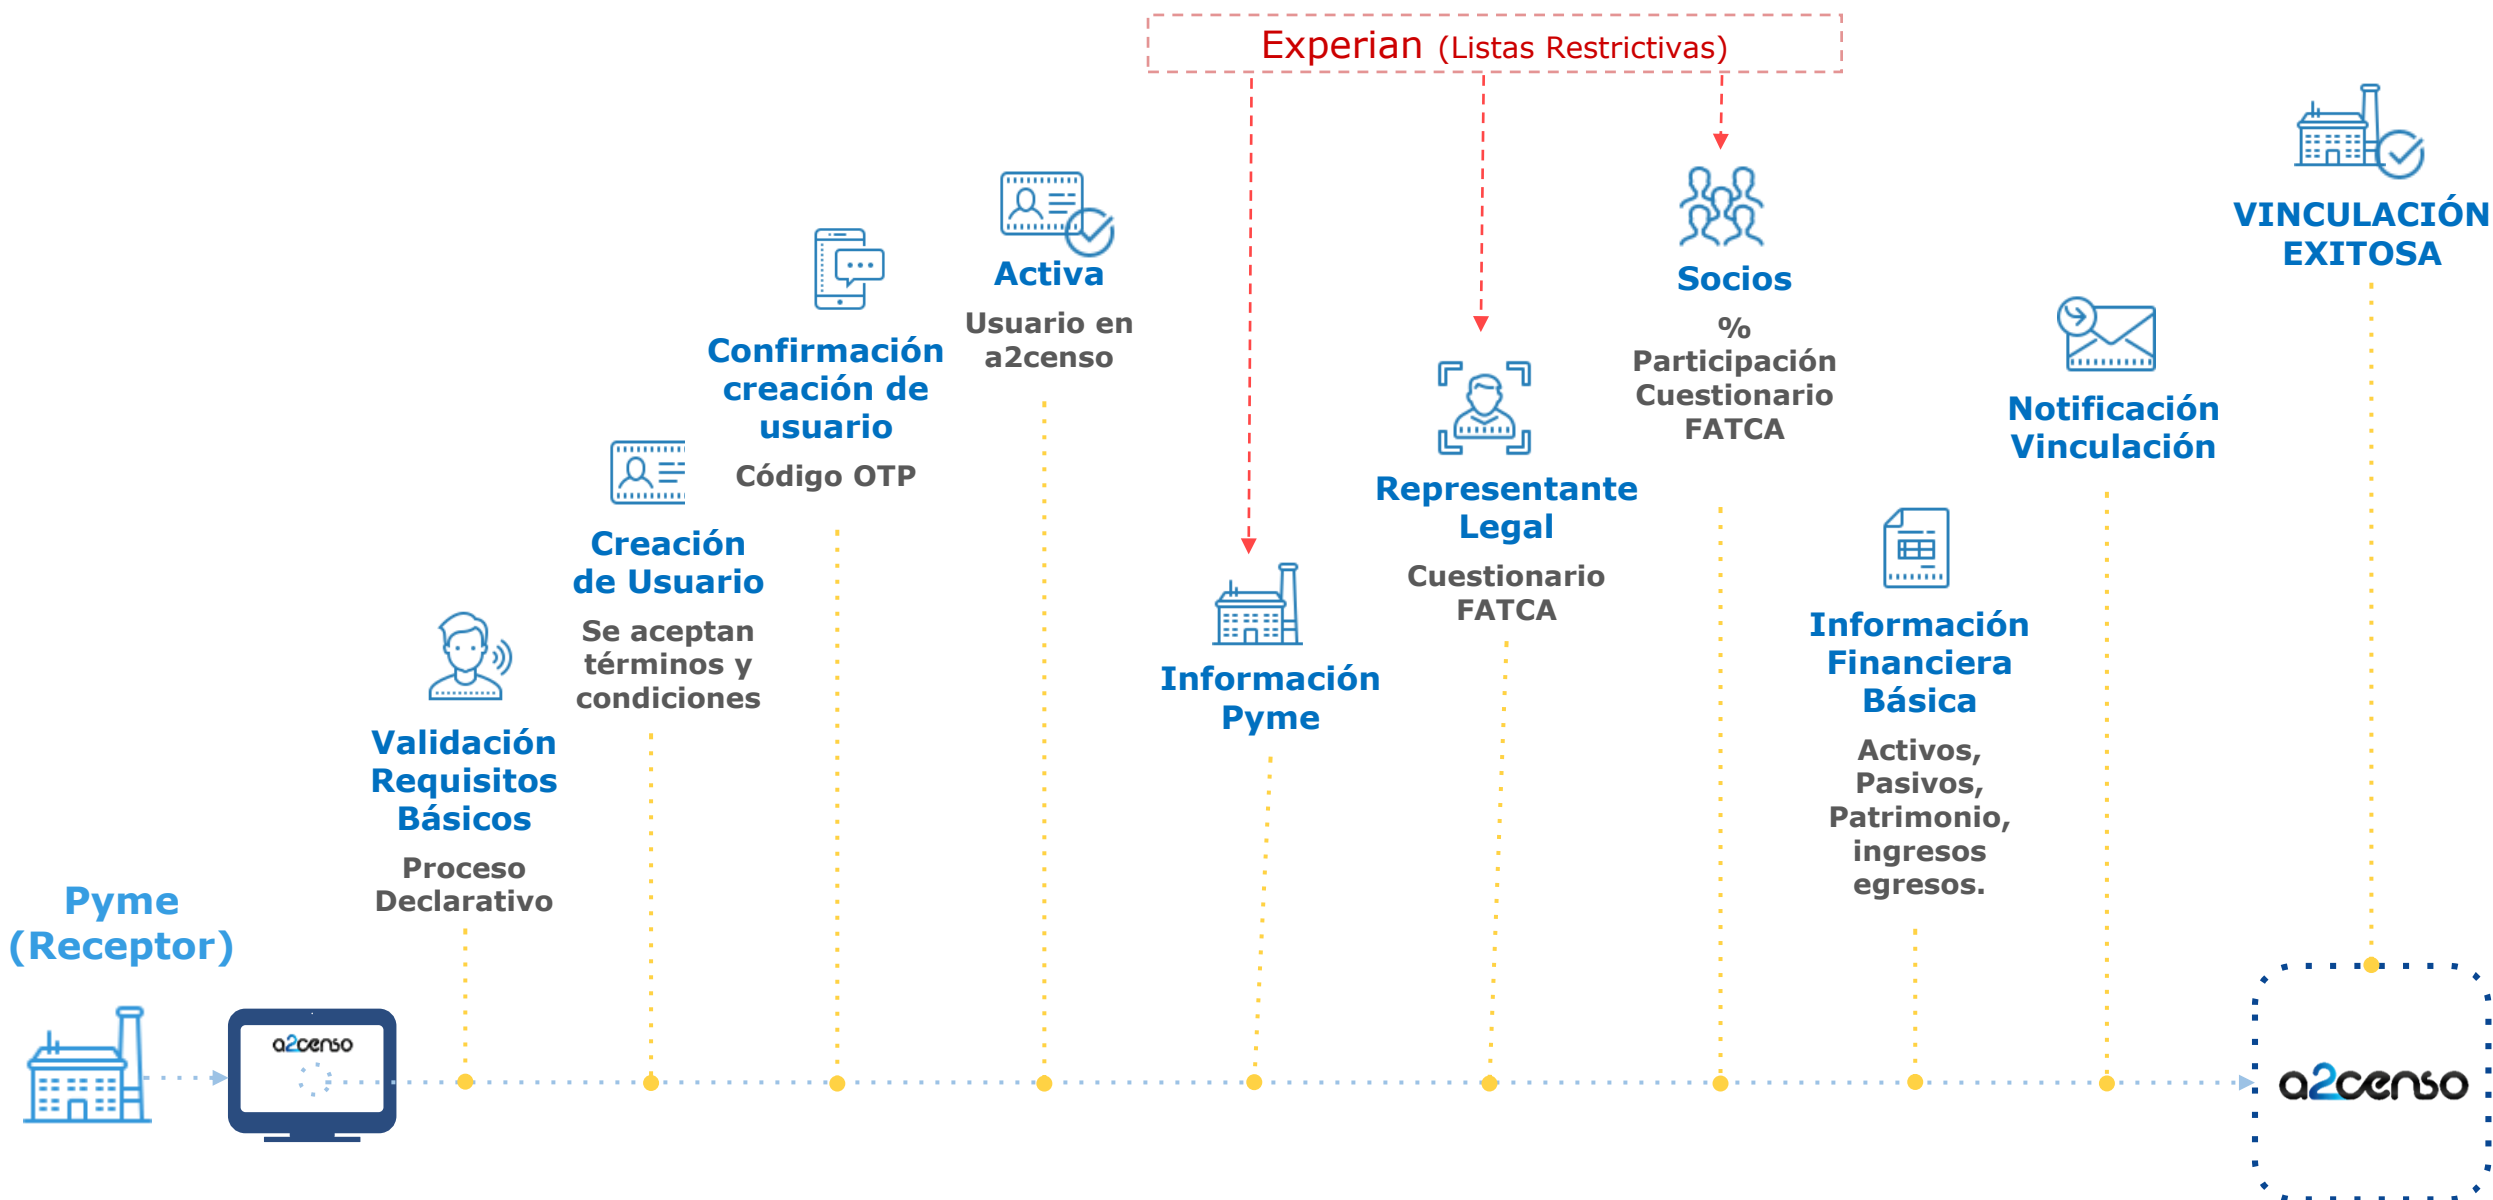 Experian (Listas Restrictivas)
Pyme
(Receptor)
a2censo
Validación
Requisitos
Básicos
Proceso
Declarativo
Creación
de Usuario
Se aceptan
términos y
condiciones
Confirmación
creación de
usuario
Código OTP
Activa
Usuario en
a2censo
Información
Pyme
Representante
Legal
Cuestionario
FATCA
Socios
%
Participación
Cuestionario
FATCA
Información
Financiera
Básica
Activos,
Pasivos,
Patrimonio,
ingresos
egresos.
Notificación
Vinculación
VINCULACIÓN
EXITOSA
a2censo